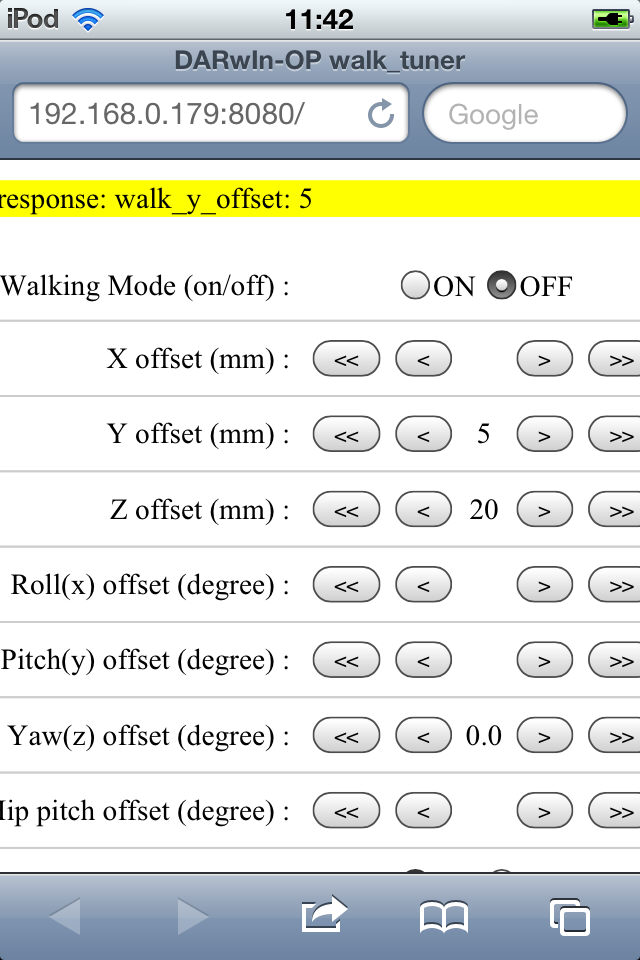 iPod 11:42
DARwIn-OP walk_tuner
192.168.0.179:8080/ Google
response: walk_y_offset: 5
Walking Mode (on/off) : ON OFF
X offset (mm) : << < > >>
Y offset (mm) : << < 5 > >>
Z offset (mm) : << < 20 > >>
Roll(x) offset (degree) : << < > >>
Pitch(y) offset (degree) : << < > >>
Yaw(z) offset (degree) : << < 0.0 > >>
Hip pitch offset (degree) : << < > >>